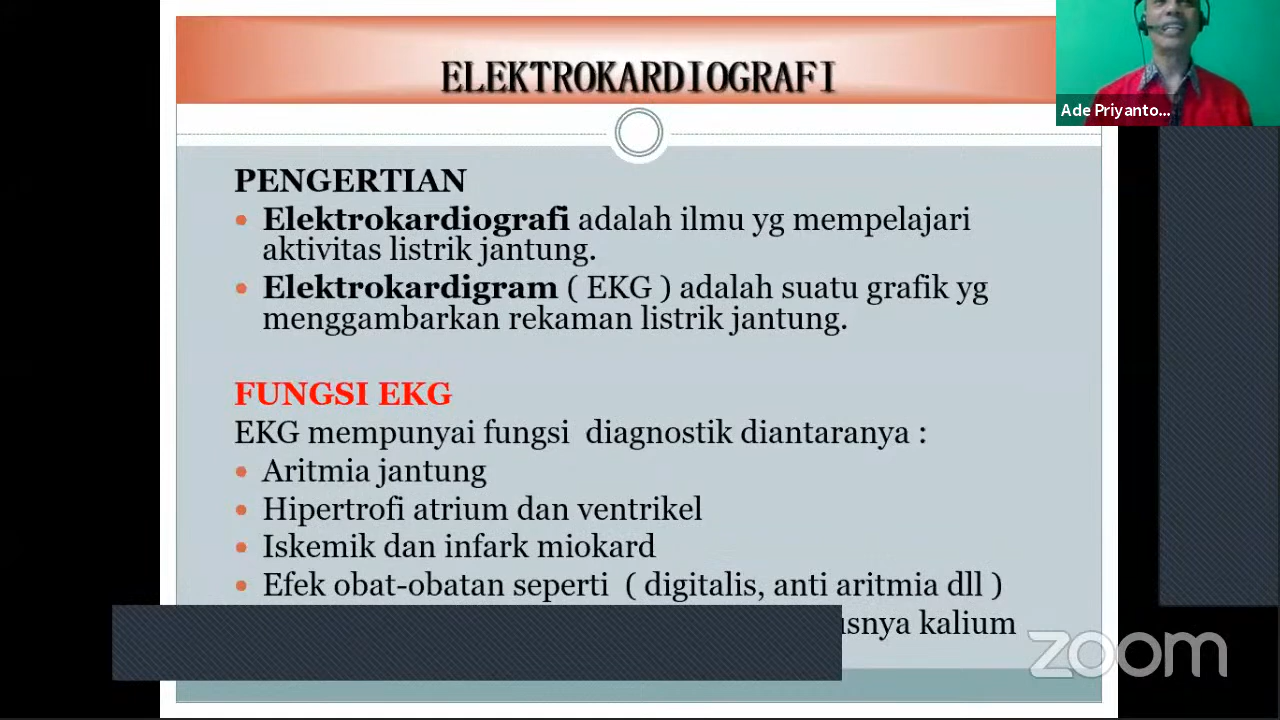 ELEKTROKARDIOGRAFI
Ade Priyanto...
PENGERTIAN
• Elektrokardiografi adalah ilmu yg mempelajari
aktivitas listrik jantung.
• Elektrokardigram ( EKG ) adalah suatu grafik yg
menggambarkan rekaman listrik jantung.
FUNGSI EKG
EKG mempunyai fungsi diagnostik diantaranya :
• Aritmia jantung
• Hipertrofi atrium dan ventrikel
• Iskemik dan infark miokard
• Efek obat-obatan seperti ( digitalis, anti aritmia dll )
kalium
zoom